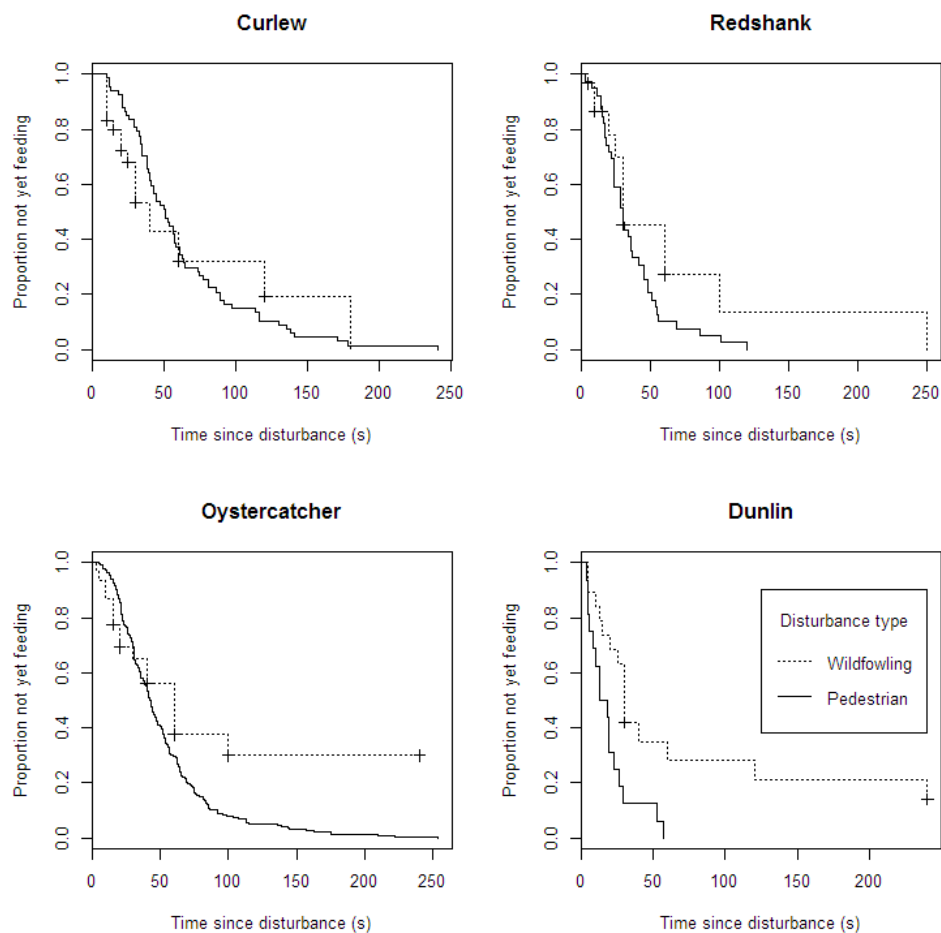 Curlew
Proportion not yet feeding
1.0
0.8
0.6
0.4
0.2
0.0
0 50 100 150 200 250
Time since disturbance (s)
Redshank
Proportion not yet feeding
1.0
0.8
0.6
0.4
0.2
0.0
0 50 100 150 200 250
Time since disturbance (s)
Oystercatcher
Proportion not yet feeding
1.0
0.8
0.6
0.4
0.2
0.0
0 50 100 150 200 250
Time since disturbance (s)
Dunlin
Proportion not yet feeding
1.0
0.8
0.6
0.4
0.2
0.0
Disturbance type
Wildfowling
Pedestrian
0 50 100 150 200
Time since disturbance (s)